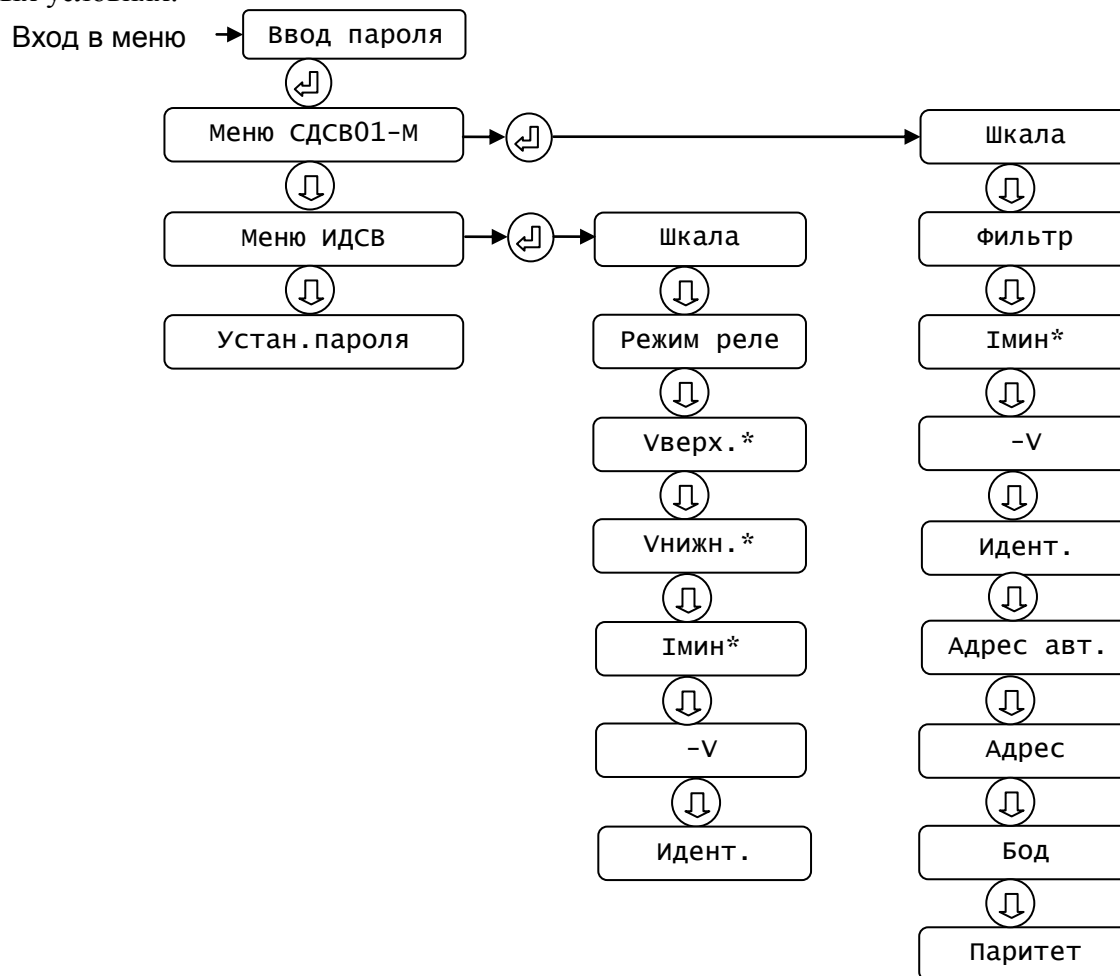 условиях.
Вход в меню
Ввод пароля
Меню СДСВ01-М
Шкала
Меню ИДСВ
Шкала
Фильтр
Устан.пароля
Режим реле
Iмин*
Vверх.*
-V
Vнижн.*
Идент.
Iмин*
Адрес авт.
-V
Адрес
Идент.
Бод
Паритет